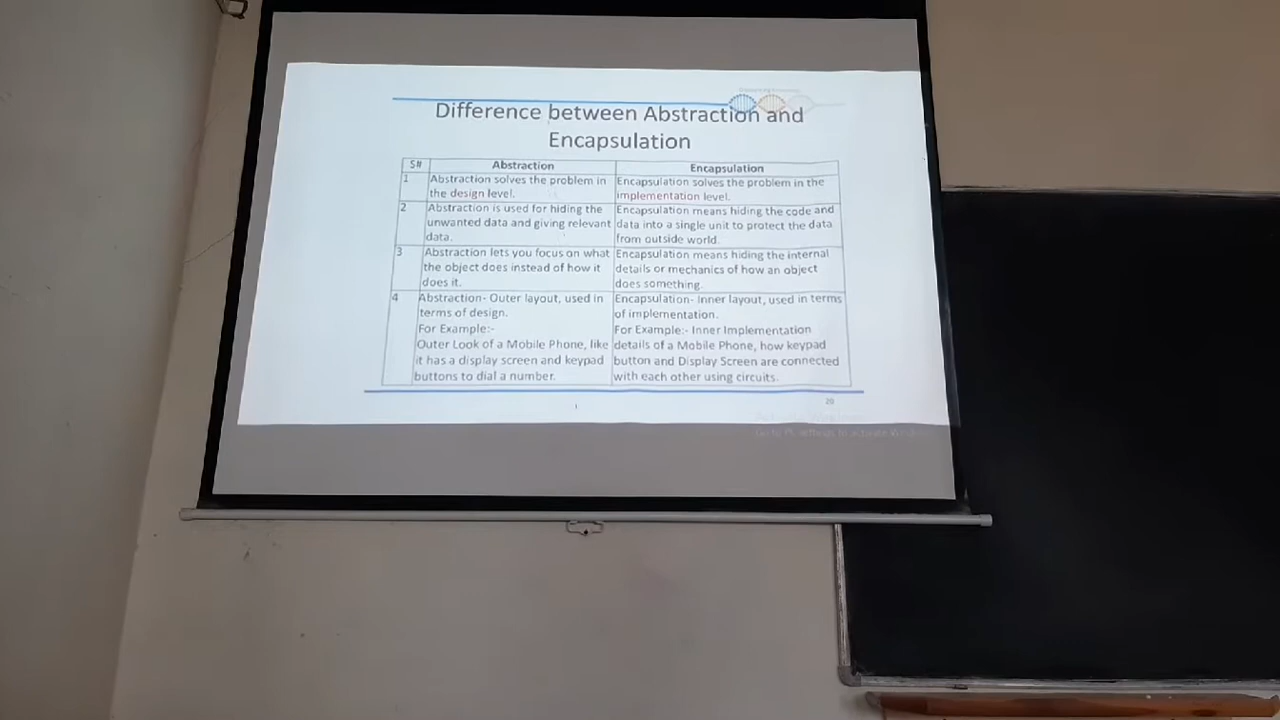 Difference between Abstraction and
Encapsulation
S# Abstraction Encapsulation
1 Abstraction solves the problem in
the design level.
Encapsulation solves the problem in the
implementation level.
2 Abstraction is used for hiding the
unwanted data and giving relevant
data.
Encapsulation means hiding the code and
data into a single unit to protect the data
from outside world.
3 Abstraction lets you focus on what
the object does instead of how it
does it.
Encapsulation means hiding the internal
details or mechanics of how an object
does something.
4 Abstraction- Outer layout, used in
terms of design.
For Example:-
Outer Look of a Mobile Phone, like
it has a display screen and keypad
buttons to dial a number.
Encapsulation- Inner layout, used in terms
of implementation.
For Example:- Inner Implementation
details of a Mobile Phone, how keypad
button and Display Screen are connected
with each other using circuits.
1
20